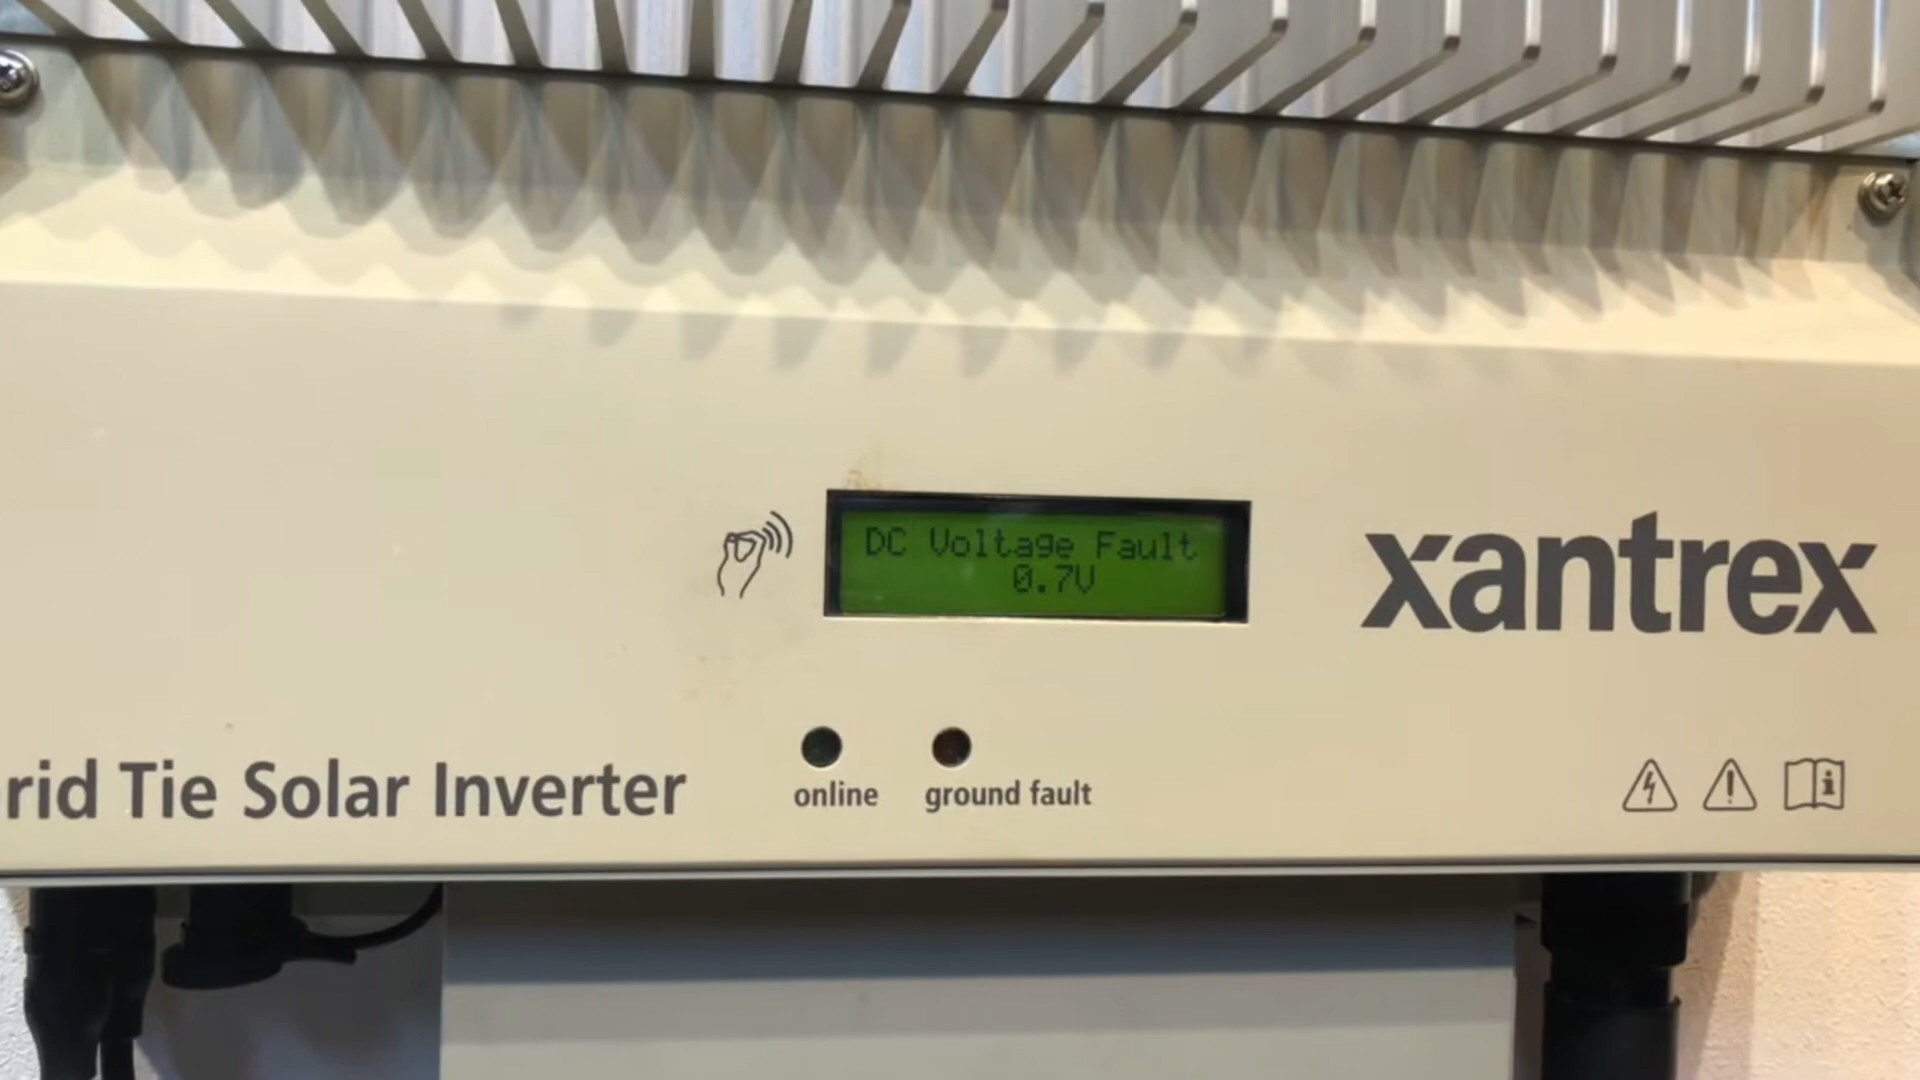 DC Voltage Fault
0.7V
xantrex
rid Tie Solar Inverter
online
ground fault